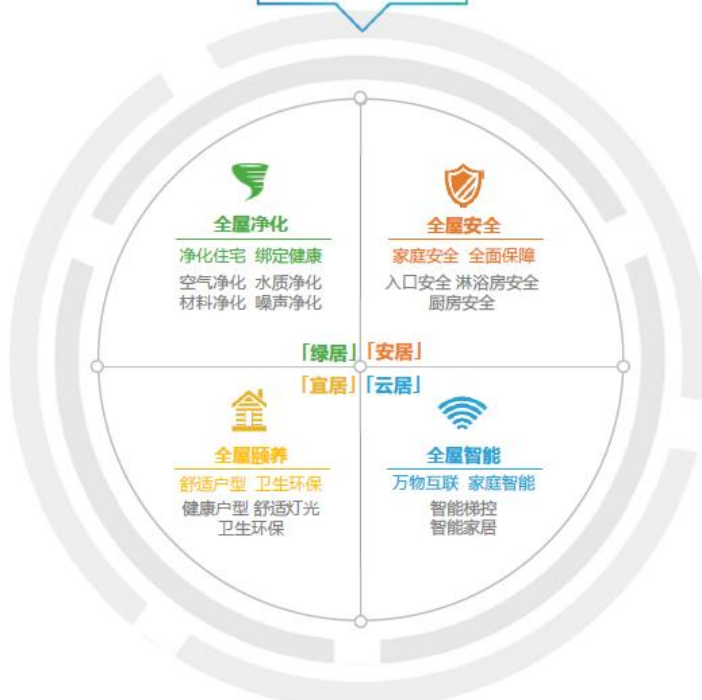 全屋净化
净化住宅 绑定健康
空气净化 水质净化
材料净化 噪声净化
「绿居」
全屋安全
家庭安全 全面保障
入口安全 淋浴房安全
厨房安全
「安居」
「宜居」
全屋颐养
舒适户型 卫生环保
健康户型 舒适灯光
卫生环保
「云居」
全屋智能
万物互联 家庭智能
智能梯控
智能家居